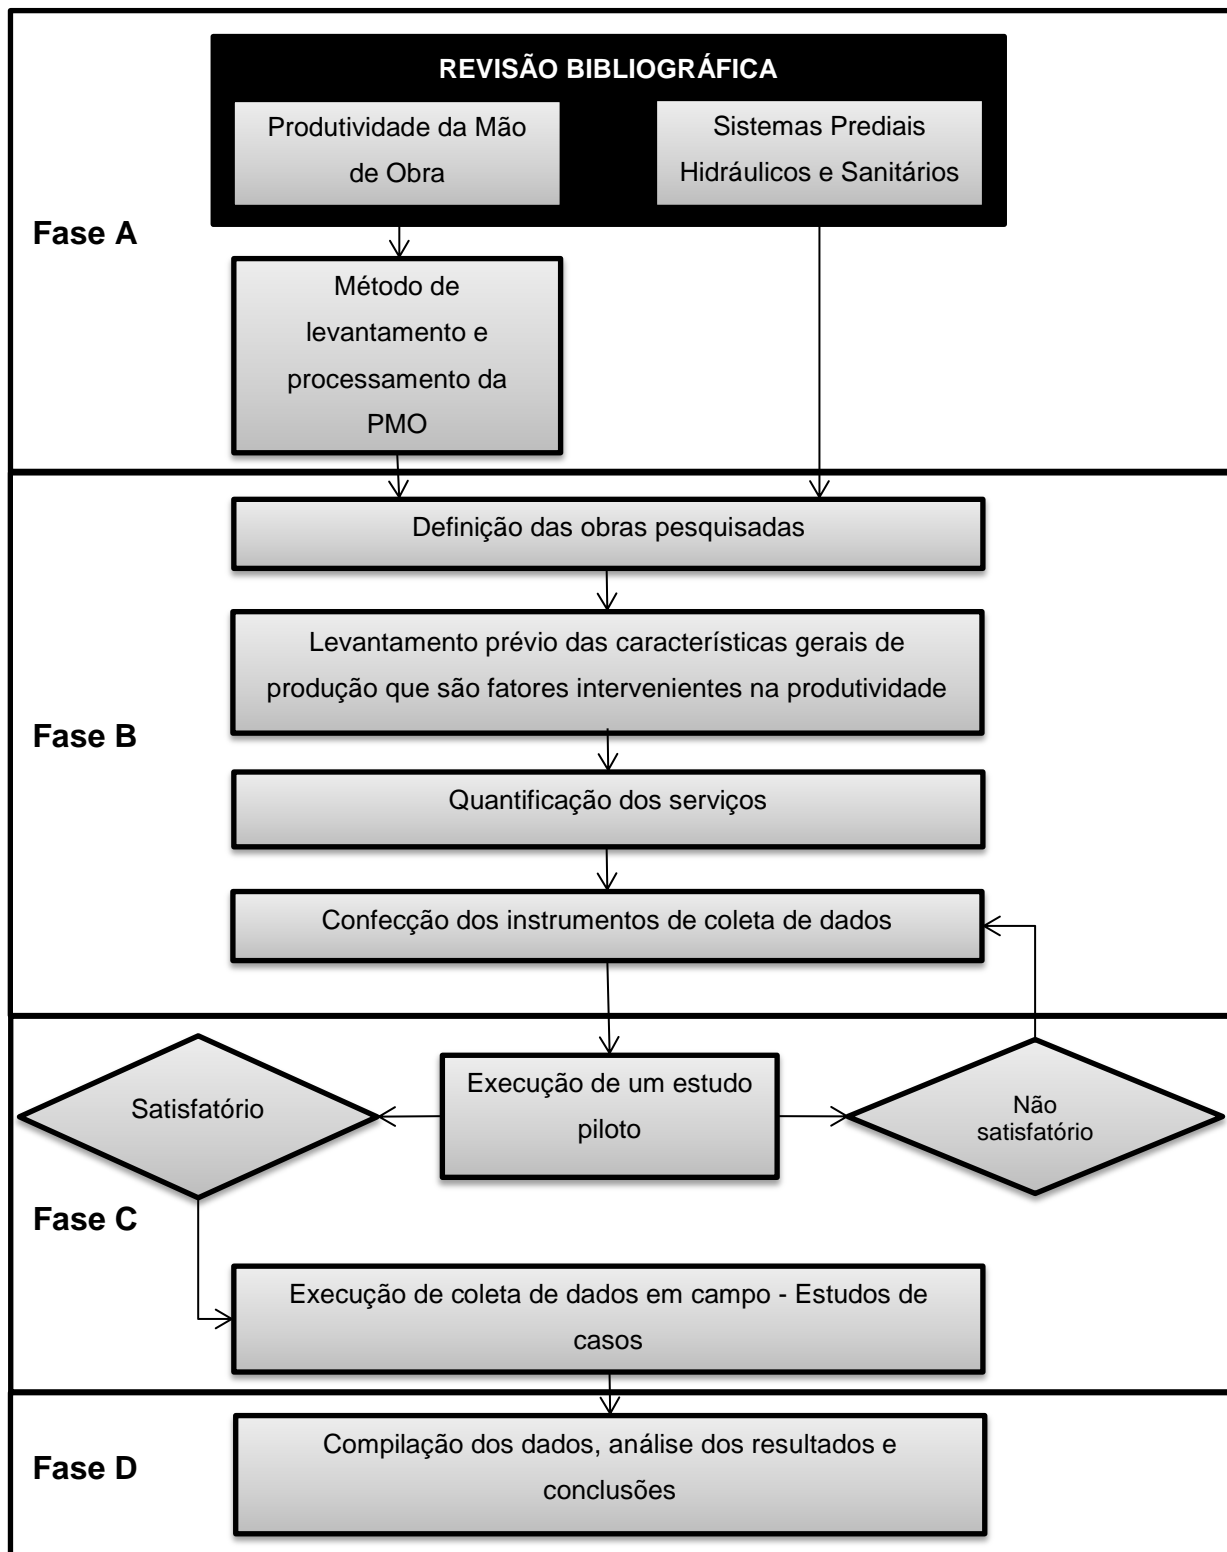 REVISÃO BIBLIOGRÁFICA
Produtividade da Mão
de Obra
Sistemas Prediais
Hidráulicos e Sanitários
Fase A
Método de
levantamento e
processamento da
PMO
Definição das obras pesquisadas
Levantamento prévio das características gerais de
produção que são fatores intervenientes na produtividade
Fase B
Quantificação dos serviços
Confecção dos instrumentos de coleta de dados
Satisfatório
Execução de um estudo
piloto
Não
satisfatório
Fase C
Execução de coleta de dados em campo - Estudos de
casos
Fase D
Compilação dos dados, análise dos resultados e
conclusões